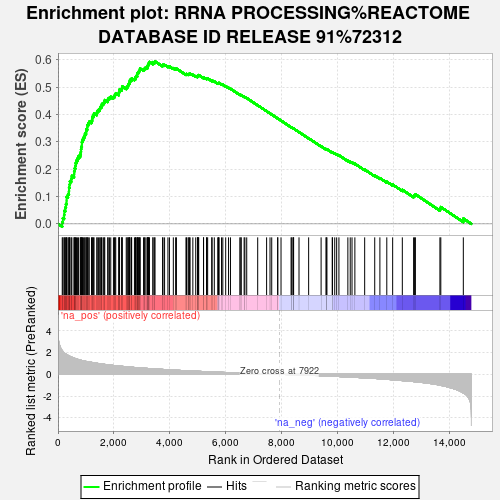 Enrichment plot: RRNA PROCESSING%REACTOME
DATABASE ID RELEASE 91%72312
Enrichment score (ES)
0.6
0.5
0.4
0.3
0.2
0.1
0.0
Ranked list metric (PreRanked)
'na_pos' (positively correlated)
4
2
0
-2
-4
Zero cross at 7922
'na_neg' (negatively correlated)
0
2,000
4,000
6,000
8,000
10,000
12,000
14,000
Rank in Ordered Dataset
Enrichment profile
Hits
Ranking metric scores